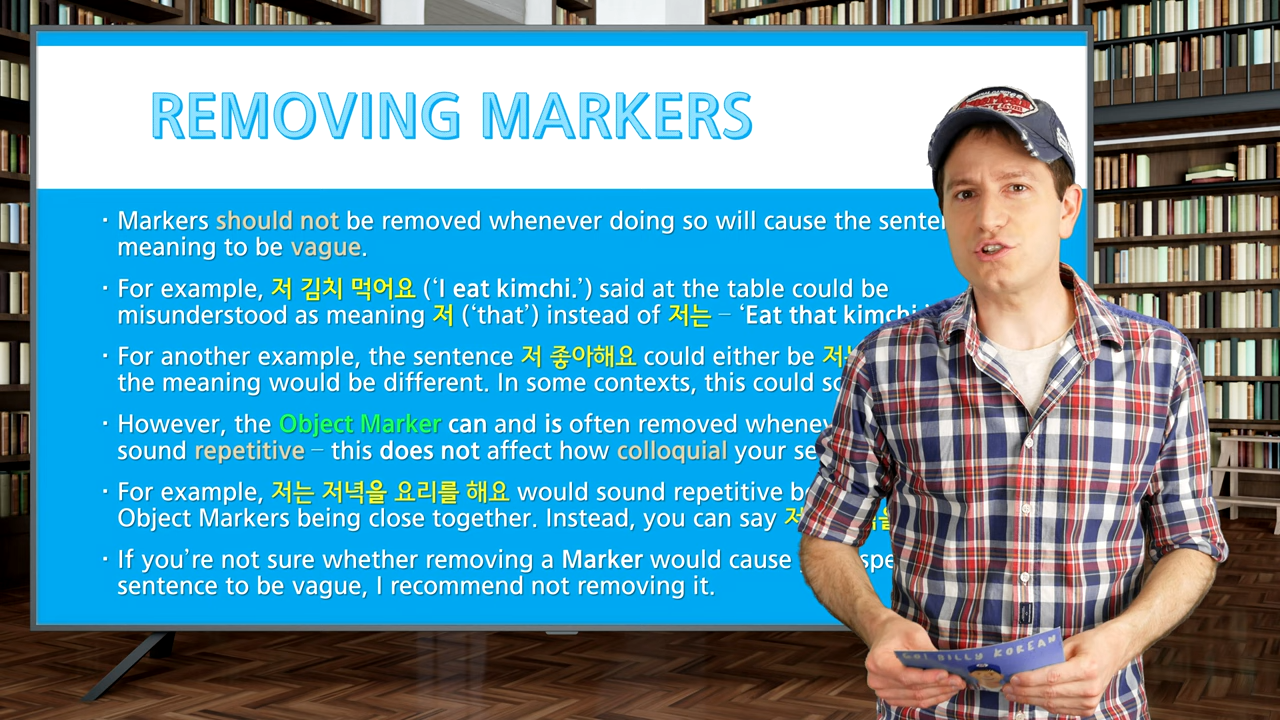 REMOVING MARKERS
· Markers should not be removed whenever doing so will cause the
meaning to be vague.
· For example, 저 김치 먹어요 (‘I eat kimchi.’) said at the table could be
misunderstood as meaning 저 (‘that’) instead of 저는 – ‘Eat that kimchi
· For another example, the sentence 저 좋아해요 could either be
the meaning would be different. In some contexts, this could
· However, the Object Marker can and is often removed
sound repetitive – this does not affect how colloquial your
· For example, 저는 저녁을 요리를 해요 would sound repetitive
Object Markers being close together. Instead, you can say
· If you’re not sure whether removing a Marker would cause
sentence to be vague, I recommend not removing it.
GO! BILLY KOREAN